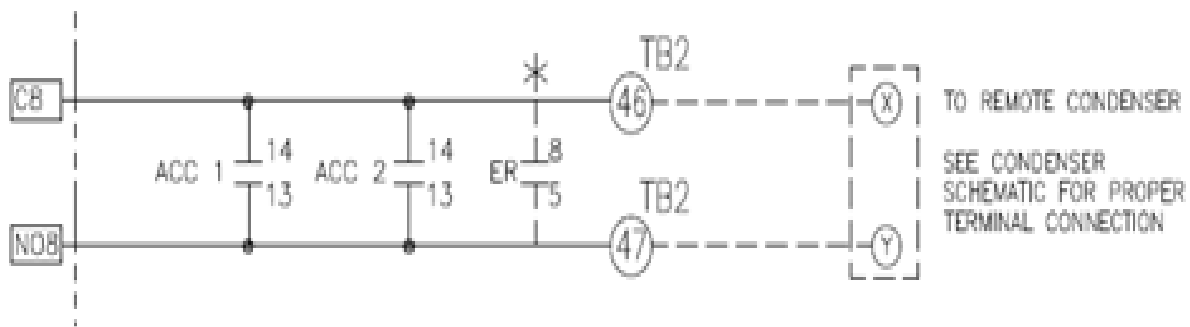 TB2
C8
46
X
TO REMOTE CONDENSER
ACC 1
14
13
ACC 2
14
13
ER
8
5
SEE CONDENSER
SCHEMATIC FOR PROPER
TERMINAL CONNECTION
TB2
NO8
47
Y